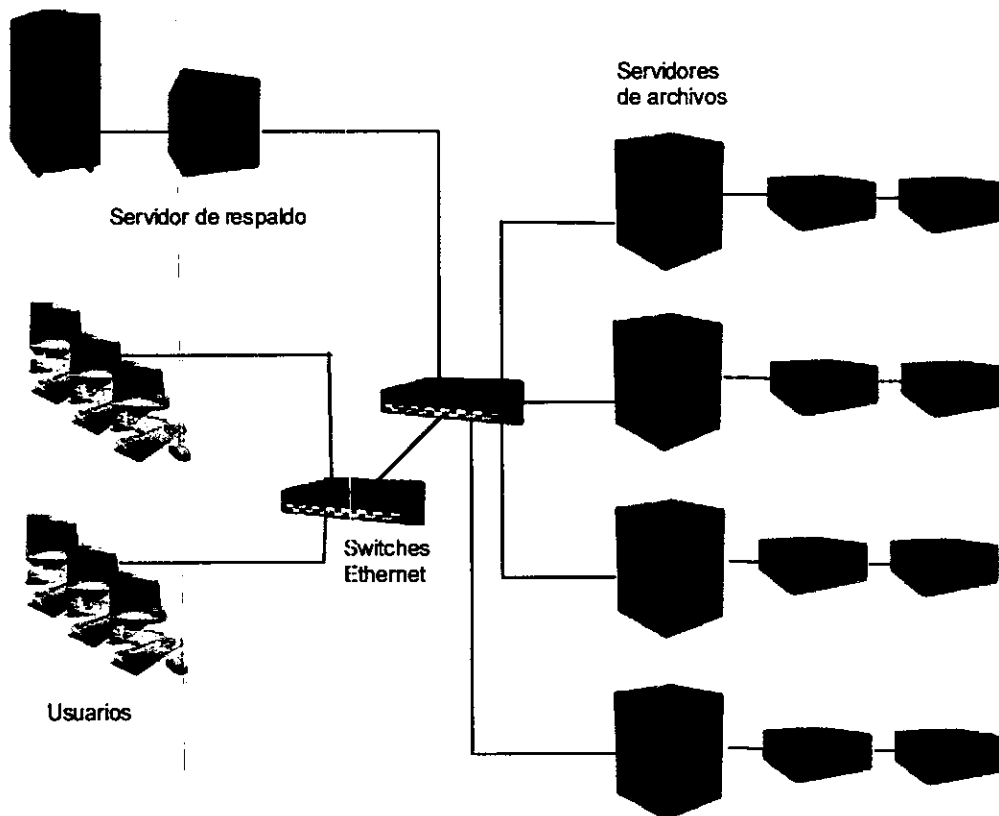 Servidores
de archivos
Servidor de respaldo
Switches
Ethernet
Usuarios